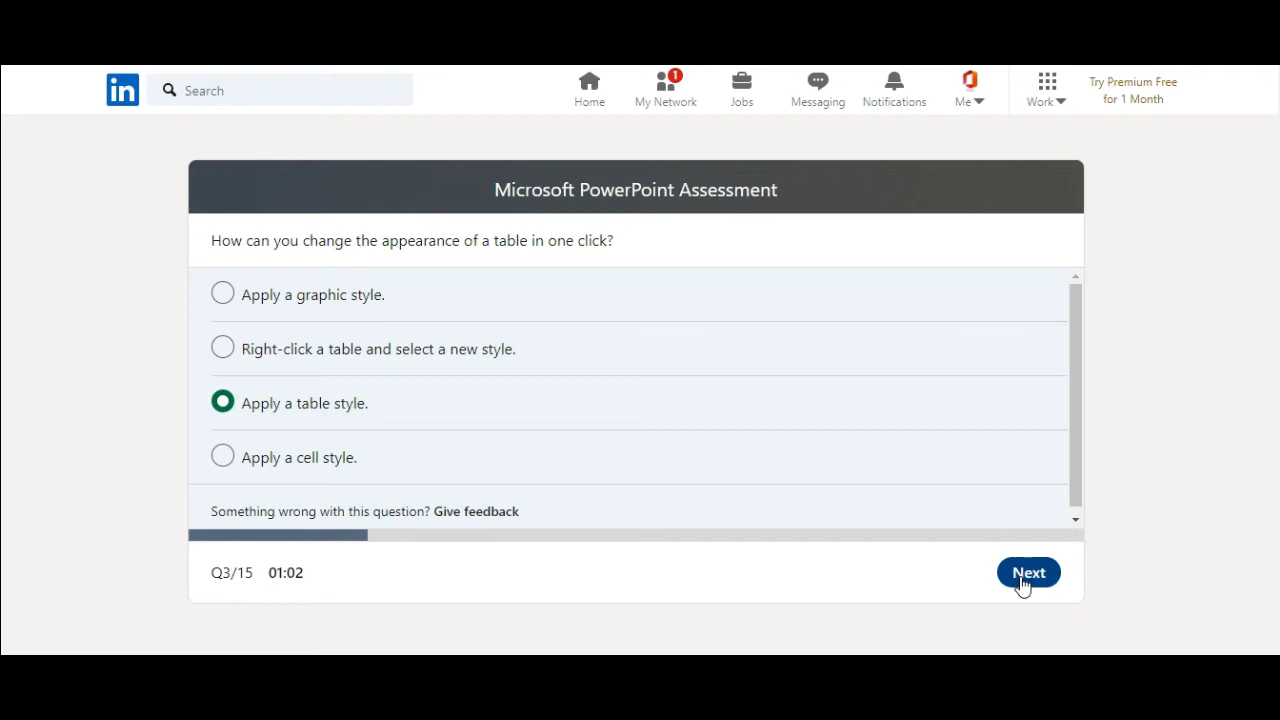 in
Search
1
Home
My Network
Jobs
Messaging
Notifications
Me
Work
Try Premium Free
for 1 Month
Microsoft PowerPoint Assessment
How can you change the appearance of a table in one click?
Apply a graphic style.
Right-click a table and select a new style.
Apply a table style.
Apply a cell style.
Something wrong with this question? Give feedback
Q3/15 01:02
Next